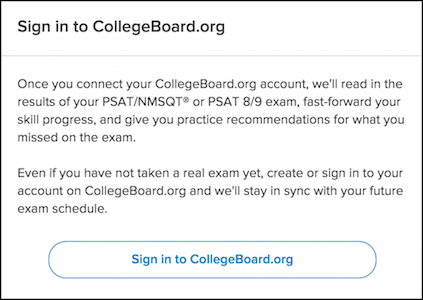 Sign in to CollegeBoard.org
Once you connect your CollegeBoard.org account, we'll read in the
results of your PSAT/NMSQT® or PSAT 8/9 exam, fast-forward your
skill progress, and give you practice recommendations for what you
missed on the exam.
Even if you have not taken a real exam yet, create or sign in to your
account on CollegeBoard.org and we'll stay in sync with your future
exam schedule.
Sign in to CollegeBoard.org